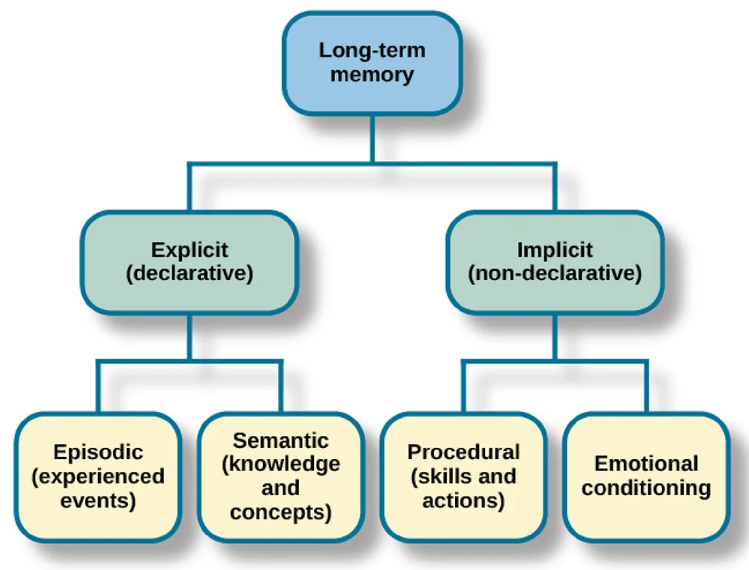 Long-term
memory
Explicit
(declarative)
Implicit
(non-declarative)
Episodic
(experienced
events)
Semantic
(knowledge
and
concepts)
Procedural
(skills and
actions)
Emotional
conditioning